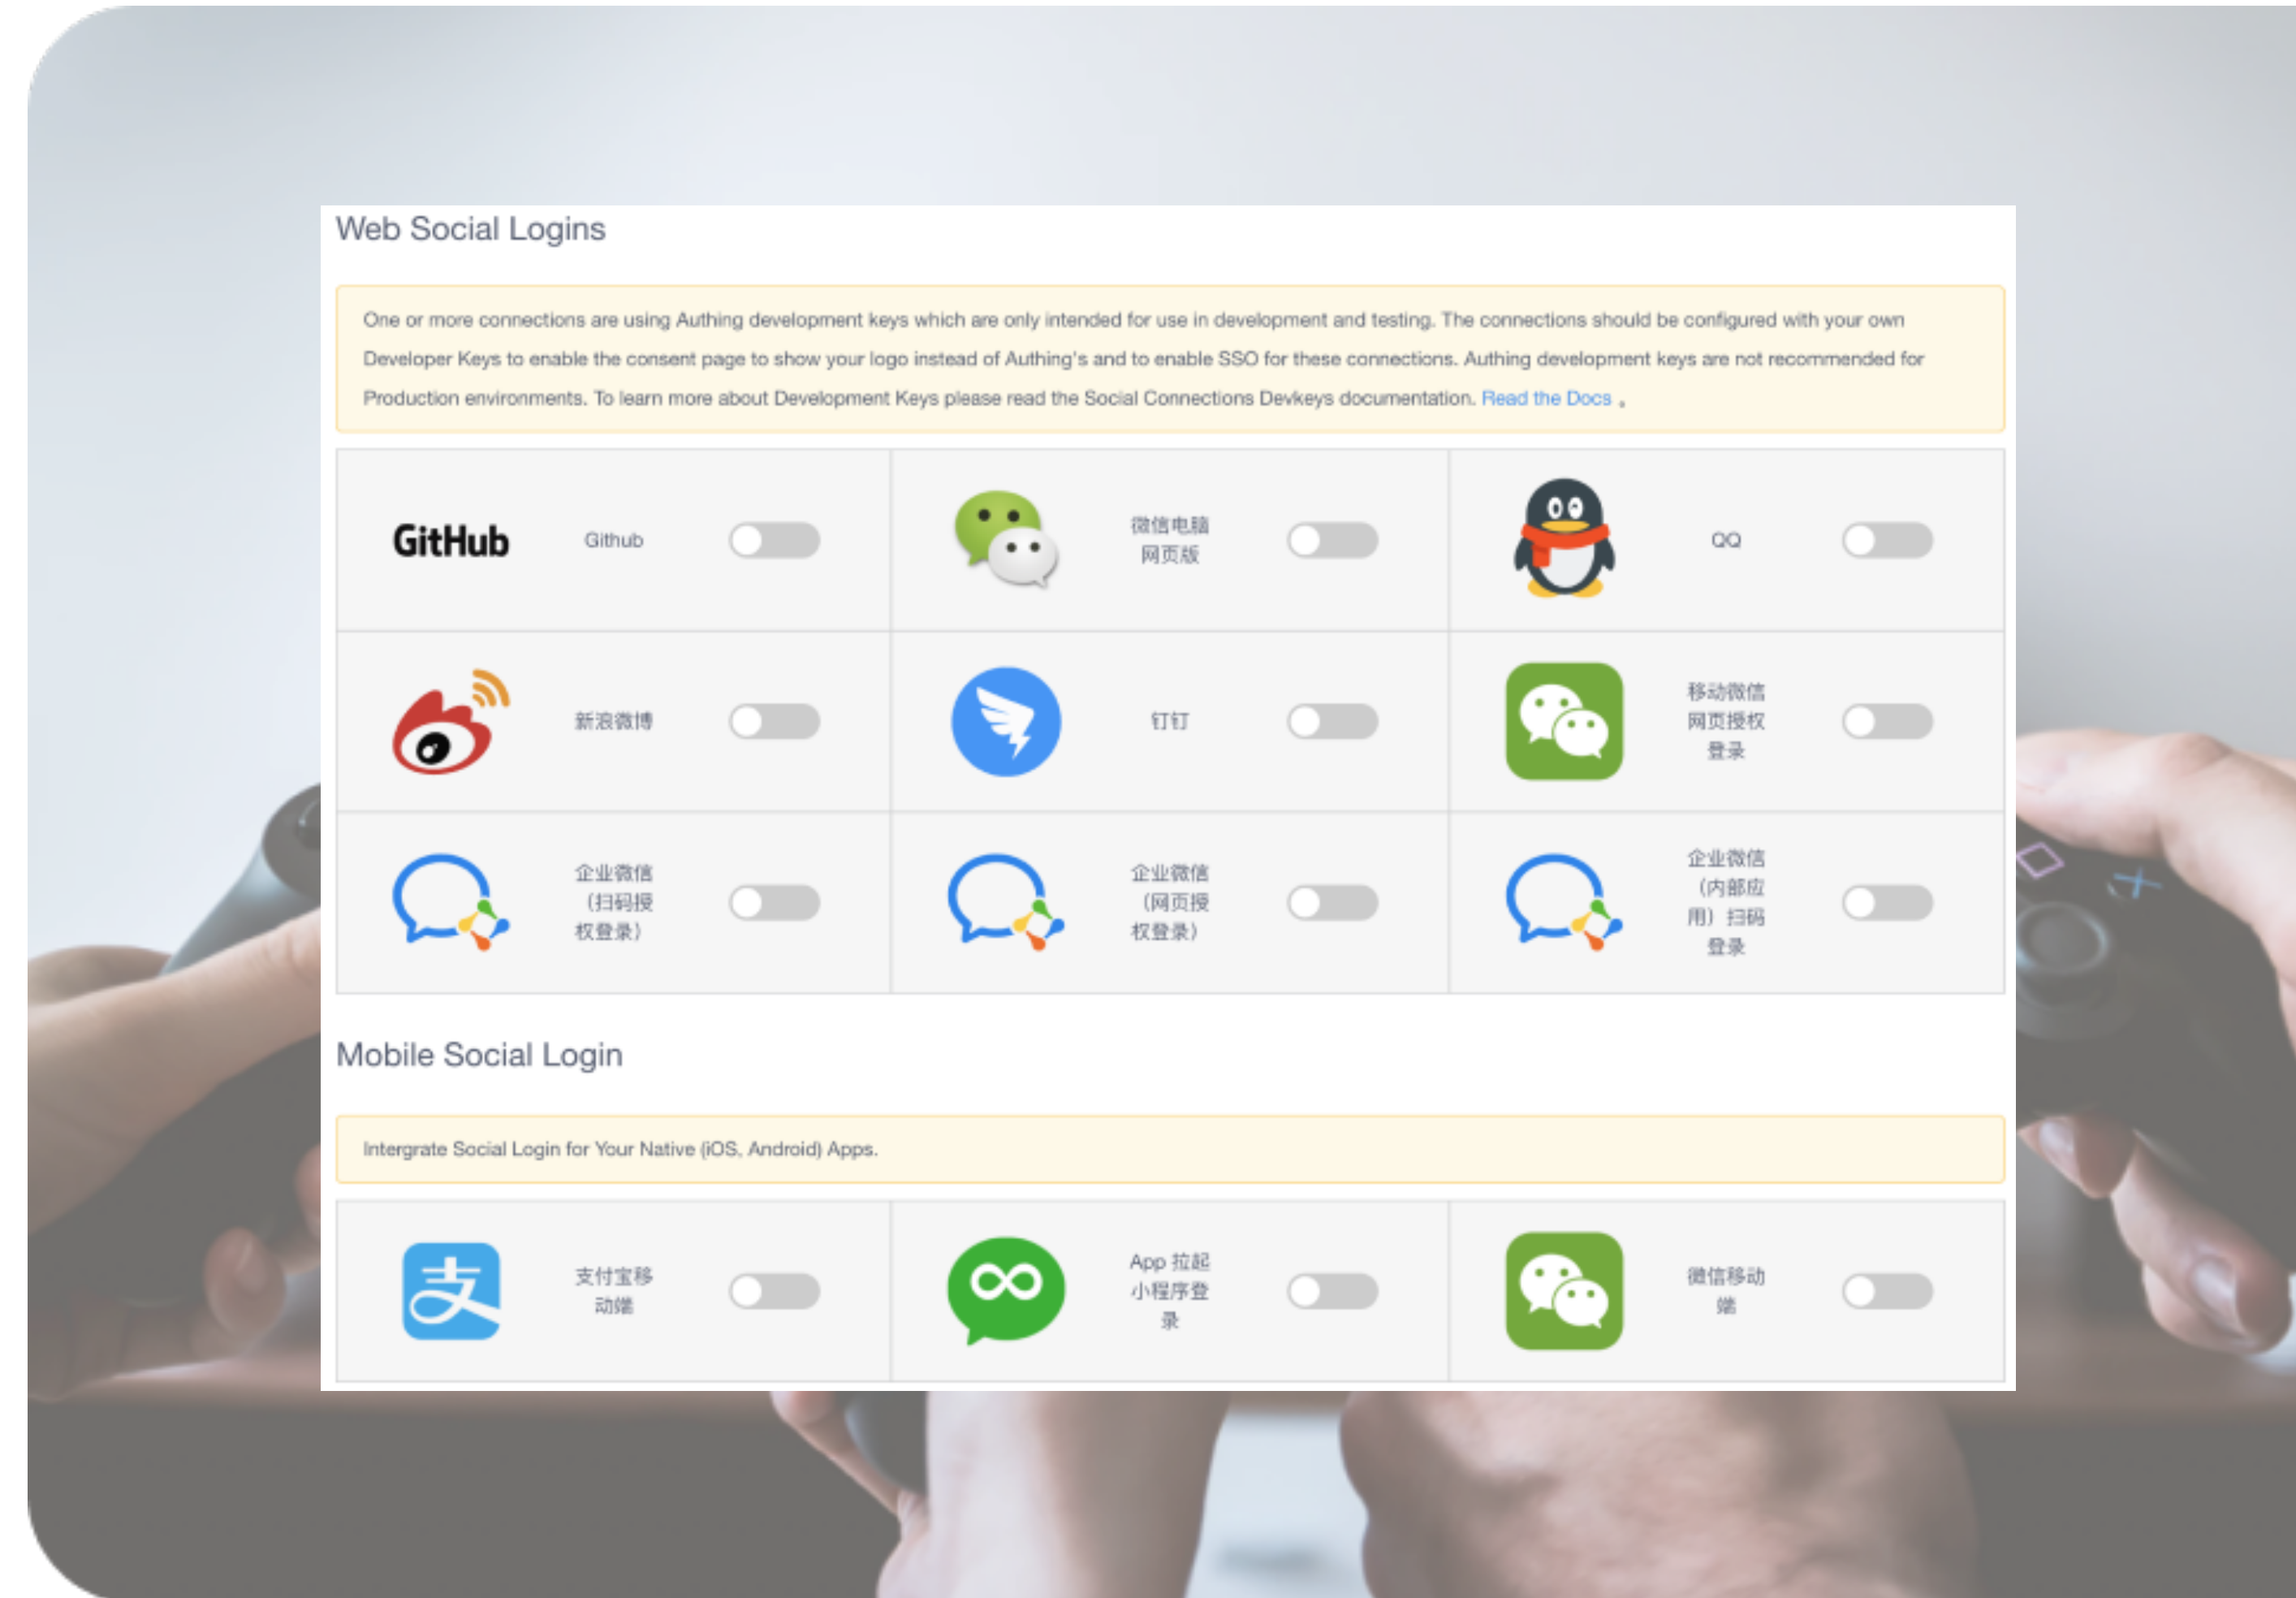 Web Social Logins
One or more connections are using Authing development keys which are only intended for use in development and testing. The connections should be configured with your own
Developer Keys to enable the consent page to show your logo instead of Authing's and to enable SSO for these connections. Authing development keys are not recommended for
Production environments. To learn more about Development Keys please read the Social Connections Devkeys documentation. Read the Docs 。
GitHub
Github
微信电脑
网页版
QQ
新浪微博
钉钉
移动微信
网页授权
登录
企业微信
（扫码授
权登录）
企业微信
（网页授
权登录）
企业微信
（内部应
用）扫码
登录
Mobile Social Login
Intergrate Social Login for Your Native (iOS, Android) Apps.
支
支付宝移
动端
App 拉起
小程序登
录
微信移动
端